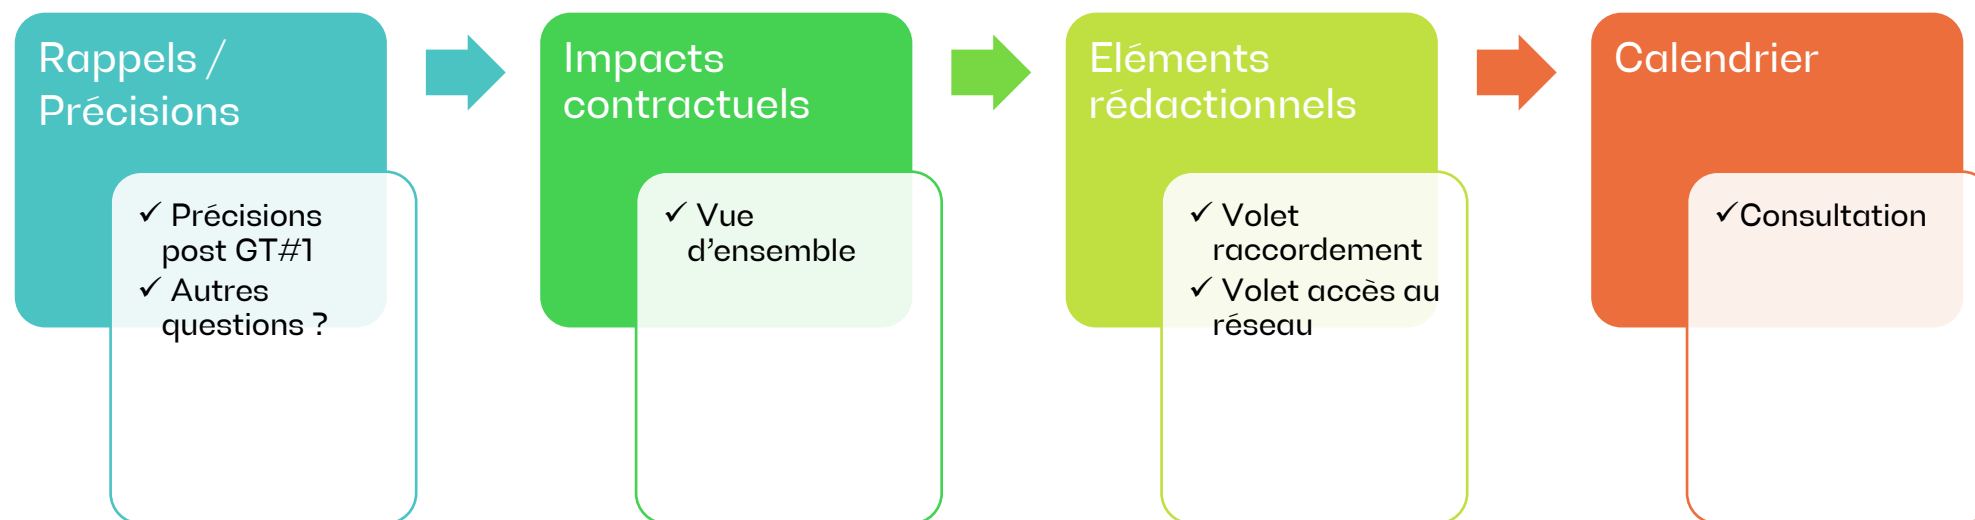 Rappels /
Précisions
✓ Précisions
post GT#1
✓ Autres
questions ?
Impacts
contractuels
✓ Vue
d’ensemble
Eléments
rédactionnels
✓ Volet
raccordement
✓ Volet accès au
réseau
Calendrier
✓Consultation